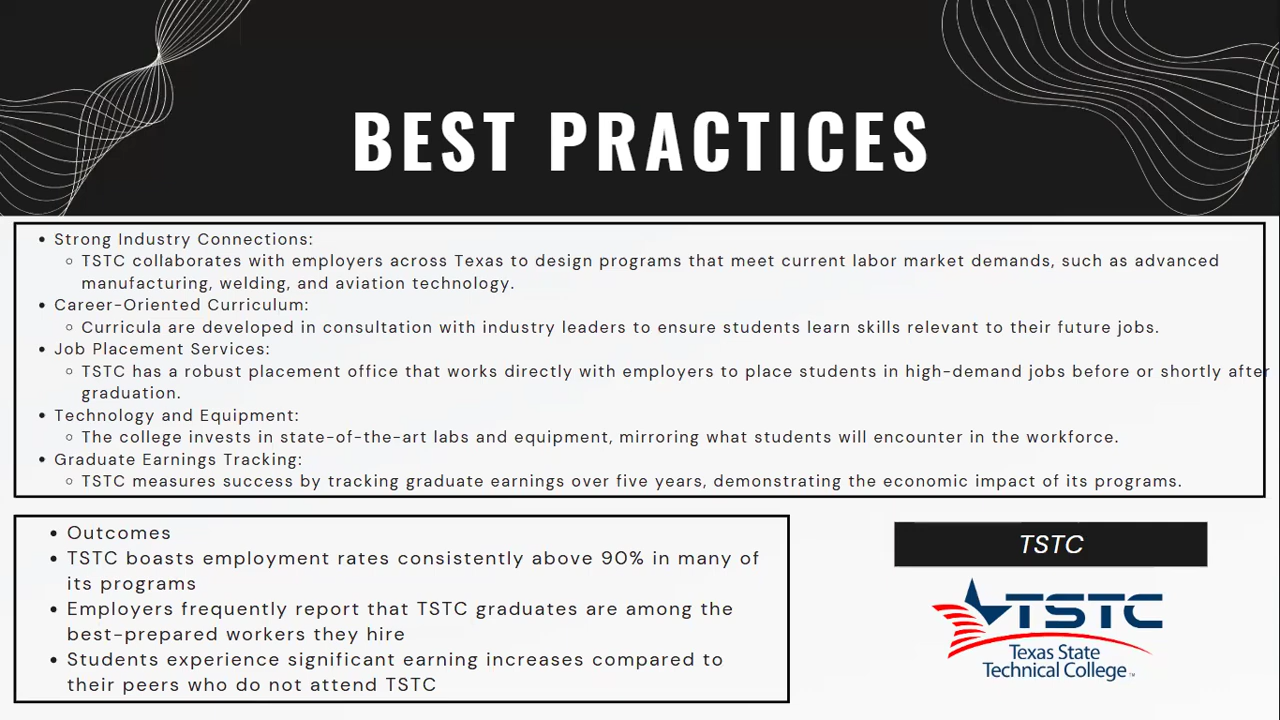 BEST PRACTICES
• Strong Industry Connections:
◦ TSTC collaborates with employers across Texas to design programs that meet current labor market demands, such as advanced
manufacturing, welding, and aviation technology.
• Career-Oriented Curriculum:
◦ Curricula are developed in consultation with industry leaders to ensure students learn skills relevant to their future jobs.
• Job Placement Services:
◦ TSTC has a robust placement office that works directly with employers to place students in high-demand jobs before or shortly after
graduation.
• Technology and Equipment:
◦ The college invests in state-of-the-art labs and equipment, mirroring what students will encounter in the workforce.
• Graduate Earnings Tracking:
◦ TSTC measures success by tracking graduate earnings over five years, demonstrating the economic impact of its programs.
• Outcomes
• TSTC boasts employment rates consistently above 90% in many of
its programs
• Employers frequently report that TSTC graduates are among the
best-prepared workers they hire
• Students experience significant earning increases compared to
their peers who do not attend TSTC
TSTC
TSTC
Texas State
Technical College™